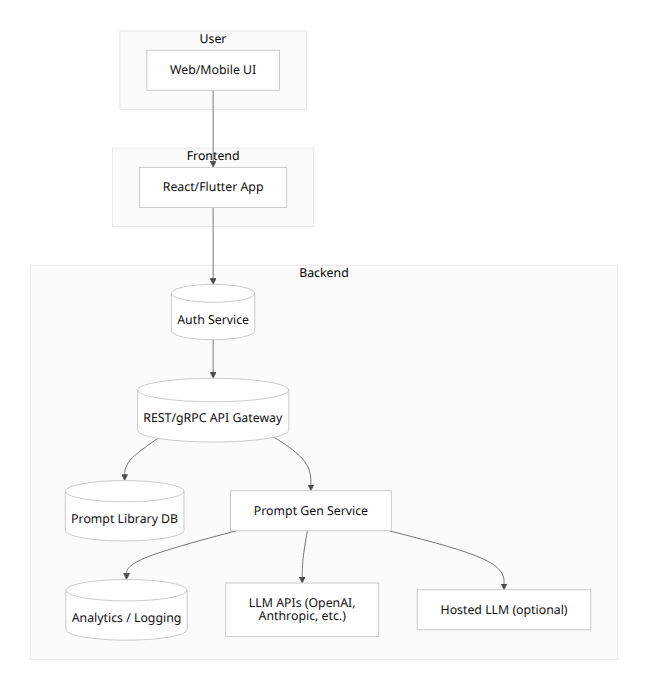 User
Web/Mobile UI
Frontend
React/Flutter App
Backend
Auth Service
REST/gRPC API Gateway
Prompt Library DB
Prompt Gen Service
Analytics / Logging
LLM APIs (OpenAI,
Anthropic, etc.)
Hosted LLM (optional)